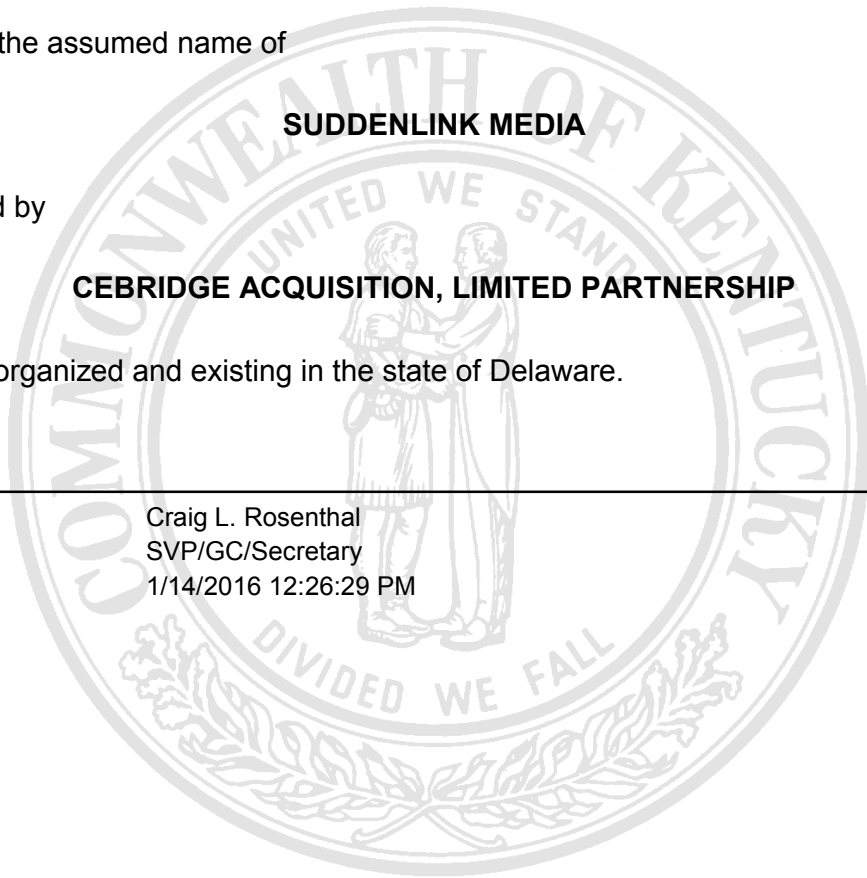 the assumed name of
SUDDENLINK MEDIA
d by
CEBRIDGE ACQUISITION, LIMITED PARTNERSHIP
organized and existing in the state of Delaware.
Craig L. Rosenthal
SVP/GC/Secretary
1/14/2016 12:26:29 PM
COMMONWEALTH OF KENTUCKY
UNITED WE STAND
DIVIDED WE FALL